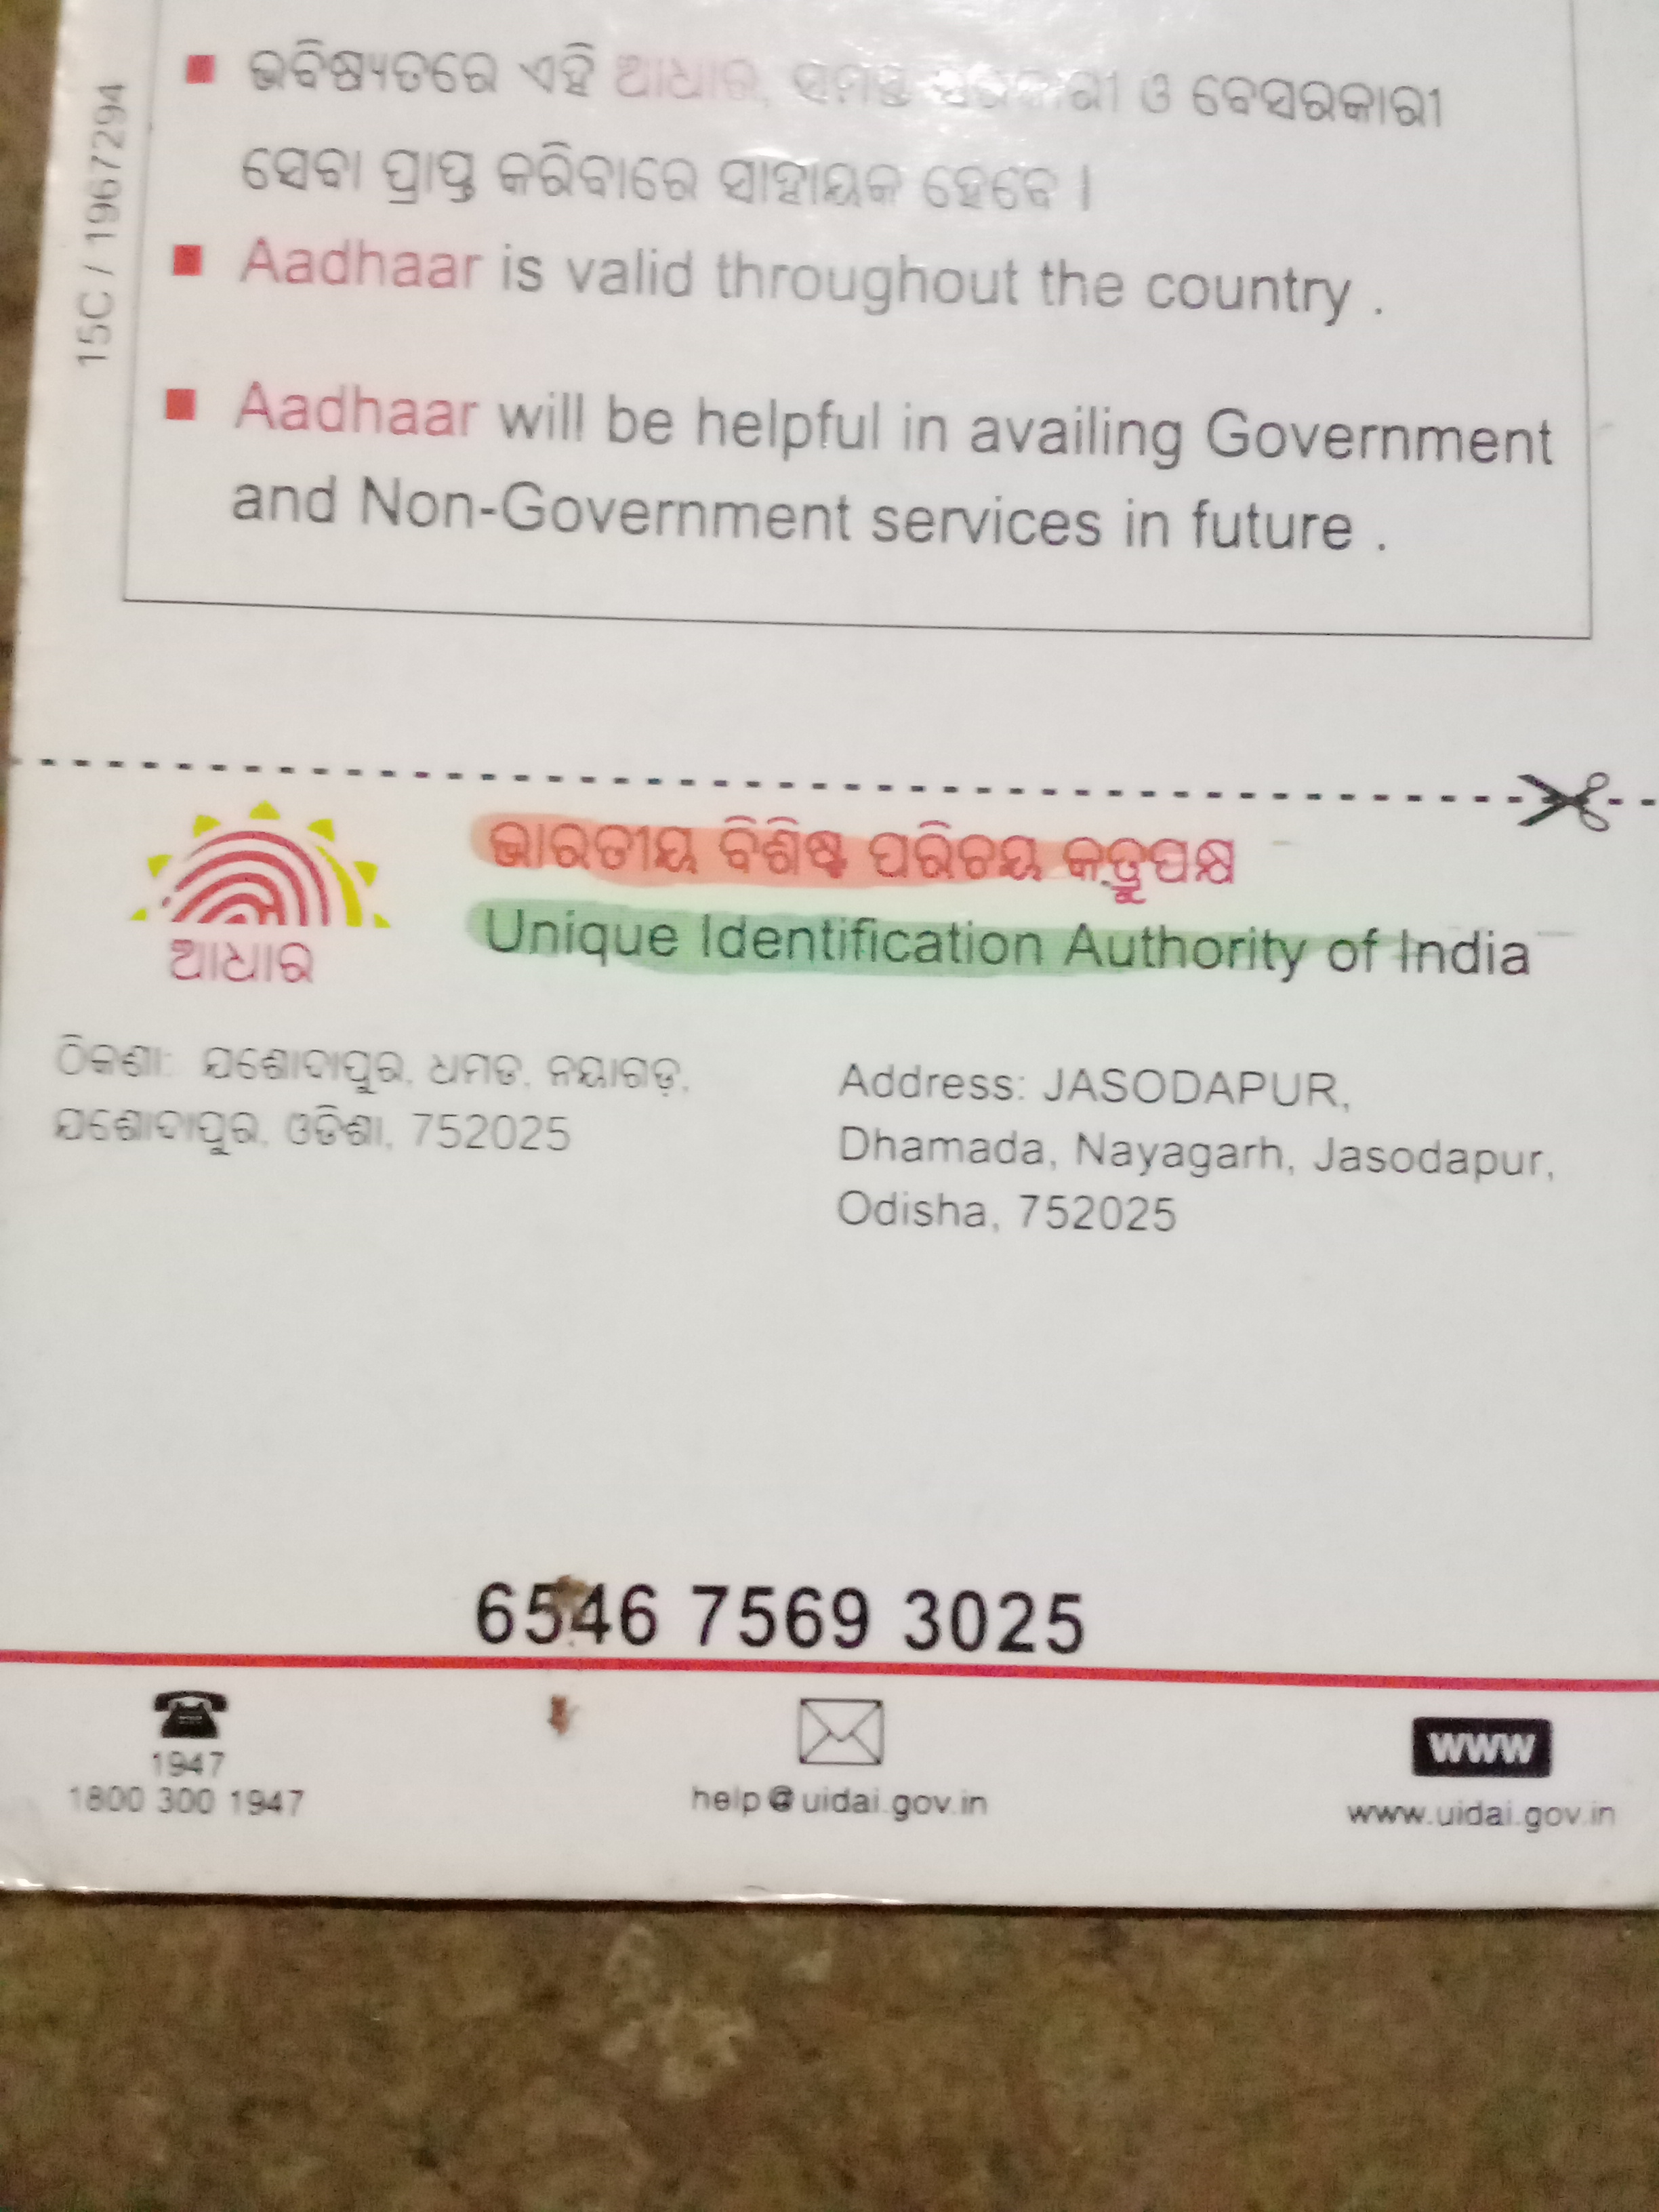 15C / 1967294
■ ଭବିଷ୍ୟତରେ ଏହି ଆଧାର, ସମସ୍ତ ସରକାରୀ ଓ ବେସରକାରୀ
ସେବା ପ୍ରାପ୍ତ କରିବାରେ ସାହାୟକ ହେବେ ।
■ Aadhaar is valid throughout the country .
■ Aadhaar will be helpful in availing Government
and Non-Government services in future .
ଆଧାର
ଭାରତୀୟ ବିଶିଷ୍ଟ ପରିଚୟ କତ୍ରୁପକ୍ଷ
Unique Identification Authority of India
ଠିକଣା: ଯଶୋଦାପୁର, ଧମଡ, ନୟାଗଡ଼,
ଯଶୋଦାପୁର, ଓଡିଶା, 752025
Address: JASODAPUR,
Dhamada, Nayagarh, Jasodapur,
Odisha, 752025
6546 7569 3025
1947
1800 300 1947
help@uidai.gov.in
www
www.uidai.gov.in